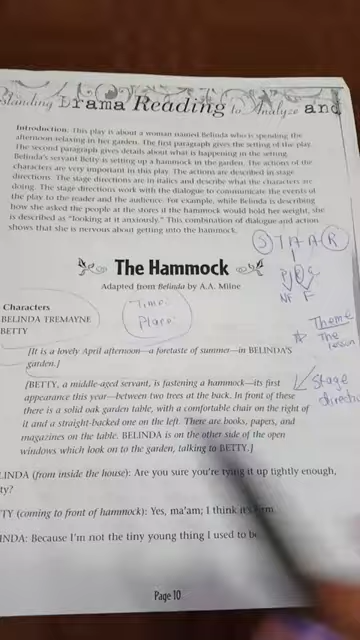 standing Drama Reading to Analyze and
Introduction. This play is about a woman named Belinda who is spending the
afternoon relaxing in her garden. The first paragraph gives the setting of the play.
The second paragraph gives details about what is happening in the setting.
Belinda's servant Betty is setting up a hammock in the garden. The actions of the
characters are very important in this play. The actions are described in stage
directions. The stage directions are in italics and describe what the characters are
doing. The stage directions work with the dialogue to communicate the events of
the play to the reader and the audience. For example, while Belinda is describing
how she asked the people at the stores if the hammock would hold her weight, she
is described as "looking at it anxiously." This combination of dialogue and action
shows that she is nervous about getting into the hammock.
The Hammock
Adapted from Belinda by A.A. Milne
Time
Place
Characters
BELINDA TREMAYNE
BETTY
NF F
Theme
The lesson
[It is a lovely April afternoon—a foretaste of summer—in BELINDA'S
garden.]
Stage
[BETTY, a middle-aged servant, is fastening a hammock—its first
appearance this year—between two trees at the back. In front of these
there is a solid oak garden table, with a comfortable chair on the right of
it and a straight-backed one on the left. There are books, papers, and
magazines on the table. BELINDA is on the other side of the open
windows which look on to the garden, talking to BETTY.]
LINDA (from inside the house): Are you sure you're tying it up tightly enough,
ty?
TY (coming to front of hammock): Yes, ma'am; I think it's firm.
INDA: Because I'm not the tiny young thing I used to be
Page 10